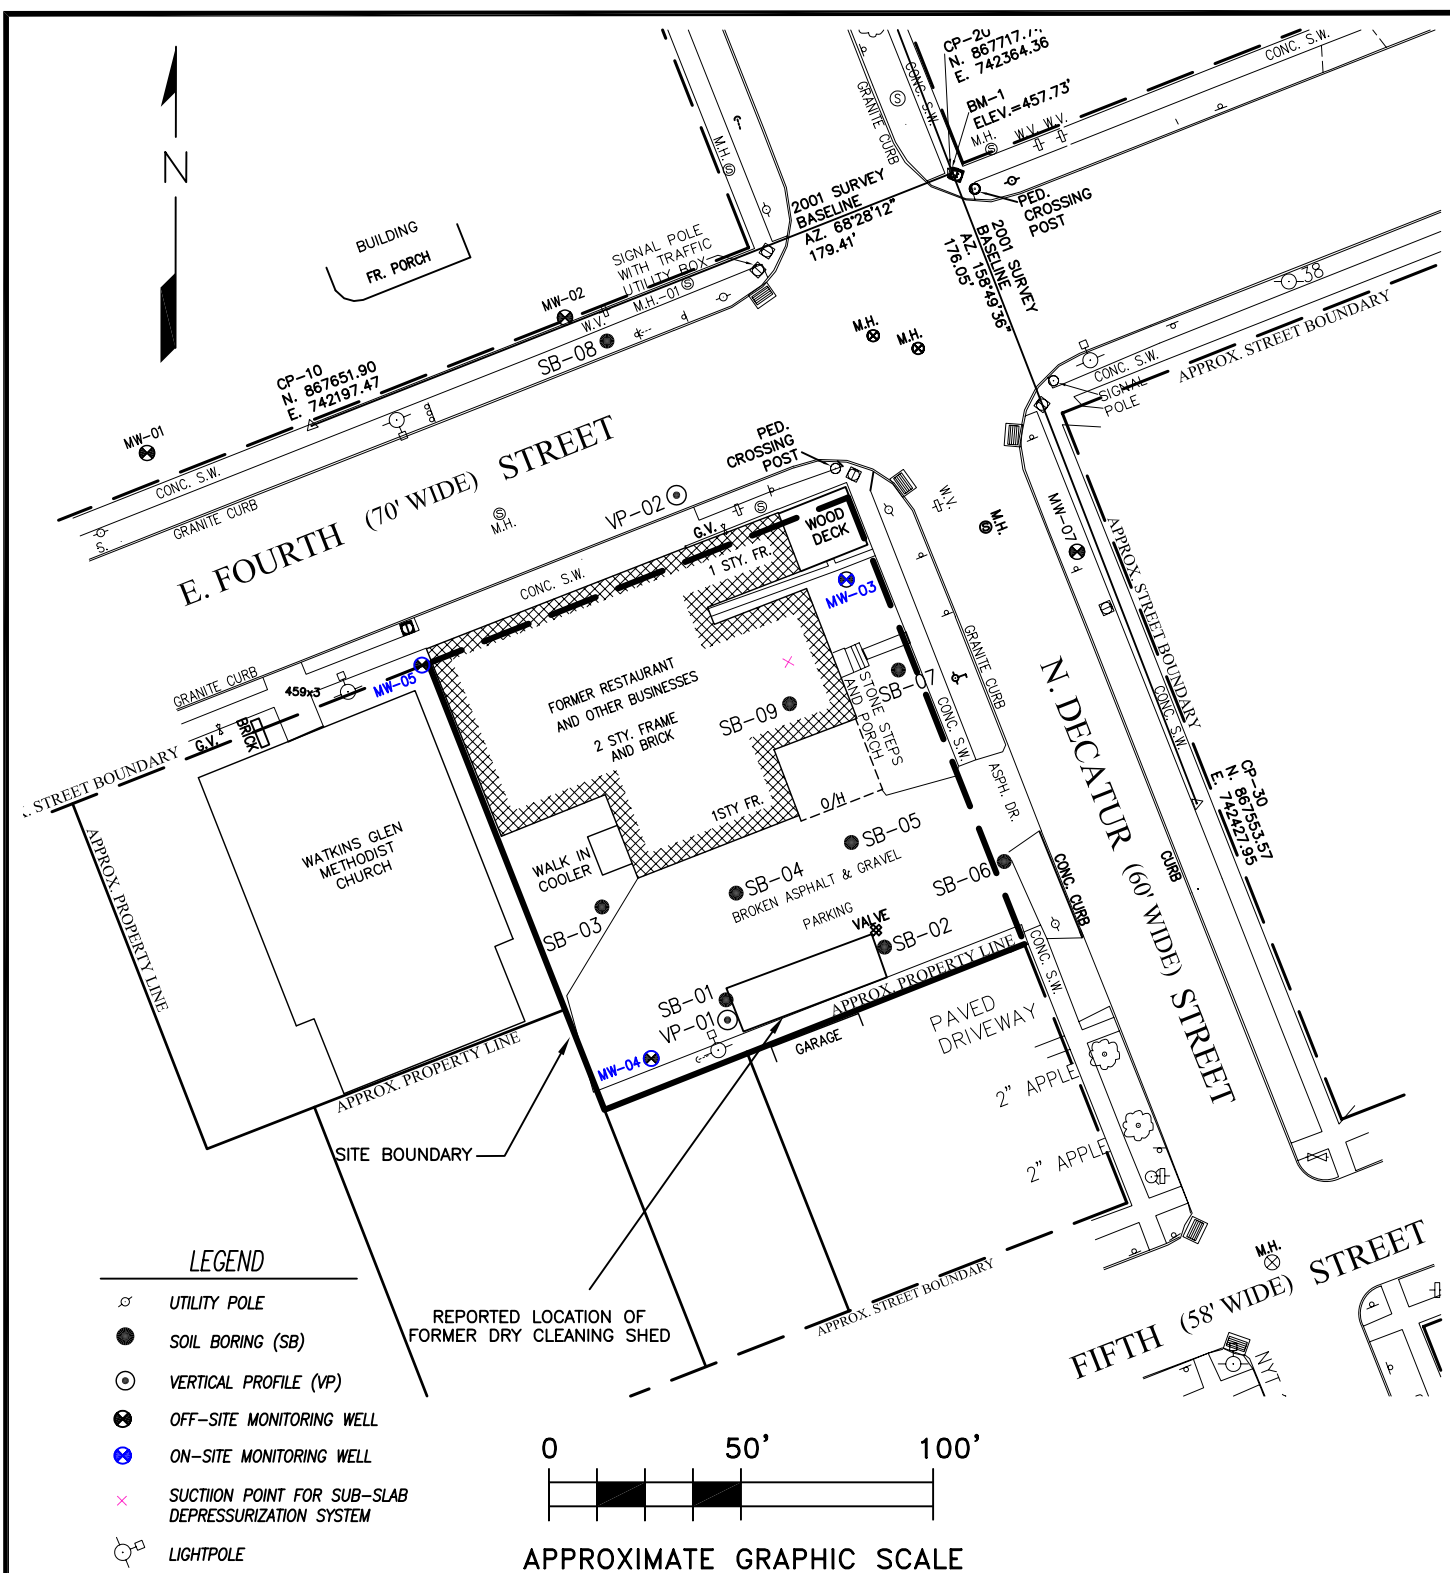 CP-20
N. 867717.7
E. 742364.36
BM-1
ELEV.=457.73'
M.H.
W.V. W.V.
CONC. S.W.
CONC. S.W.
GRANITE CURB
S
M.H.
S
PED.
CROSSING
POST
2001 SURVEY
BASELINE
AZ. 68°28'12"
179.41'
2001 SURVEY
BASELINE
AZ. 158°49'36"
176.05'
N
BUILDING
FR. PORCH
SIGNAL POLE
WITH TRAFFIC
UTILITY BOX
M.H.-01
W.V.
MW-02
SB-08
CP-10
N. 867651.90
E. 742197.47
MW-01
CONC. S.W.
GRANITE CURB
S.
M.H.
M.H.
38
APPROX. STREET BOUNDARY
CONC. S.W.
SIGNAL
POLE
E. FOURTH (70' WIDE) STREET
M.H.
PED.
CROSSING
POST
VP-02
G.V.
WOOD
DECK
1 STY. FR.
CONC. S.W.
W.V.
M.H.
MW-07
APPROX. STREET BOUNDARY
APPROX. STREET BOUNDARY
CONC. S.W.
MW-03
GRANITE CURB
MW-05
459x3
GRANITE CURB
G.V.
BRICK
STREET BOUNDARY
FORMER RESTAURANT
AND OTHER BUSINESSES
2 STY. FRAME
AND BRICK
SB-09
SB-07
STONE STEPS
AND PORCH
CONC. S.W.
ASPH. DR.
1STY FR.
O/H
N. DECATUR (60' WIDE) STREET
CP-30
N. 867553.57
E. 742427.95
CURB
WATKINS GLEN
METHODIST
CHURCH
APPROX. PROPERTY LINE
WALK IN
COOLER
SB-05
SB-04
BROKEN ASPHALT & GRAVEL
PARKING
SB-06
CONC. CURB
SB-03
VALVE
SB-02
CONC. S.W.
APPROX. PROPERTY LINE
SB-01
VP-01
MW-04
GARAGE
PAVED
DRIVEWAY
APPROX. PROPERTY LINE
SITE BOUNDARY
2" APPLE
2" APPLE
REPORTED LOCATION OF
FORMER DRY CLEANING SHED
APPROX. STREET BOUNDARY
M.H.
FIFTH (58' WIDE) STREET
NYT
LEGEND
UTILITY POLE
SOIL BORING (SB)
VERTICAL PROFILE (VP)
OFF-SITE MONITORING WELL
ON-SITE MONITORING WELL
SUCTIION POINT FOR SUB-SLAB
DEPRESSURIZATION SYSTEM
LIGHTPOLE
0 50' 100'
APPROXIMATE GRAPHIC SCALE